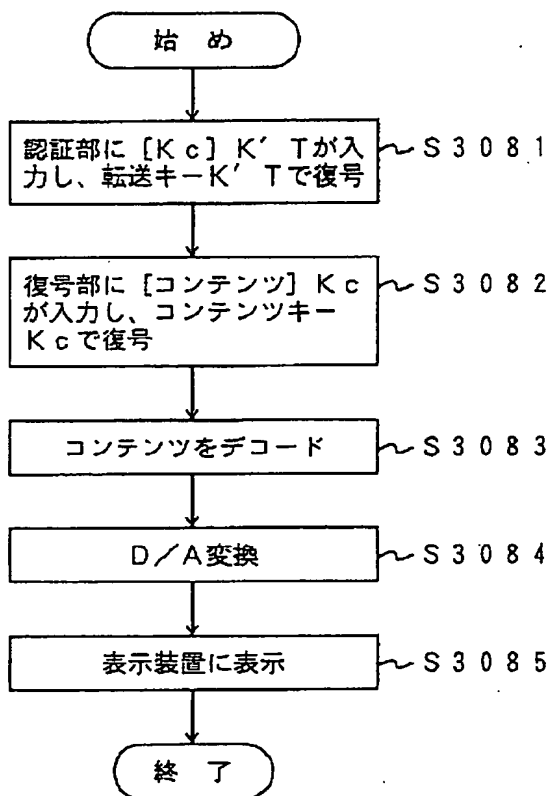 始 め
認証部に [Kc] K′ Tが入
力し、転送キーK′ Tで復号
S3081
復号部に [コンテンツ] Kc
が入力し、コンテンツキー
Kcで復号
S3082
コンテンツをデコード
S3083
D/A変換
S3084
表示装置に表示
S3085
終 了